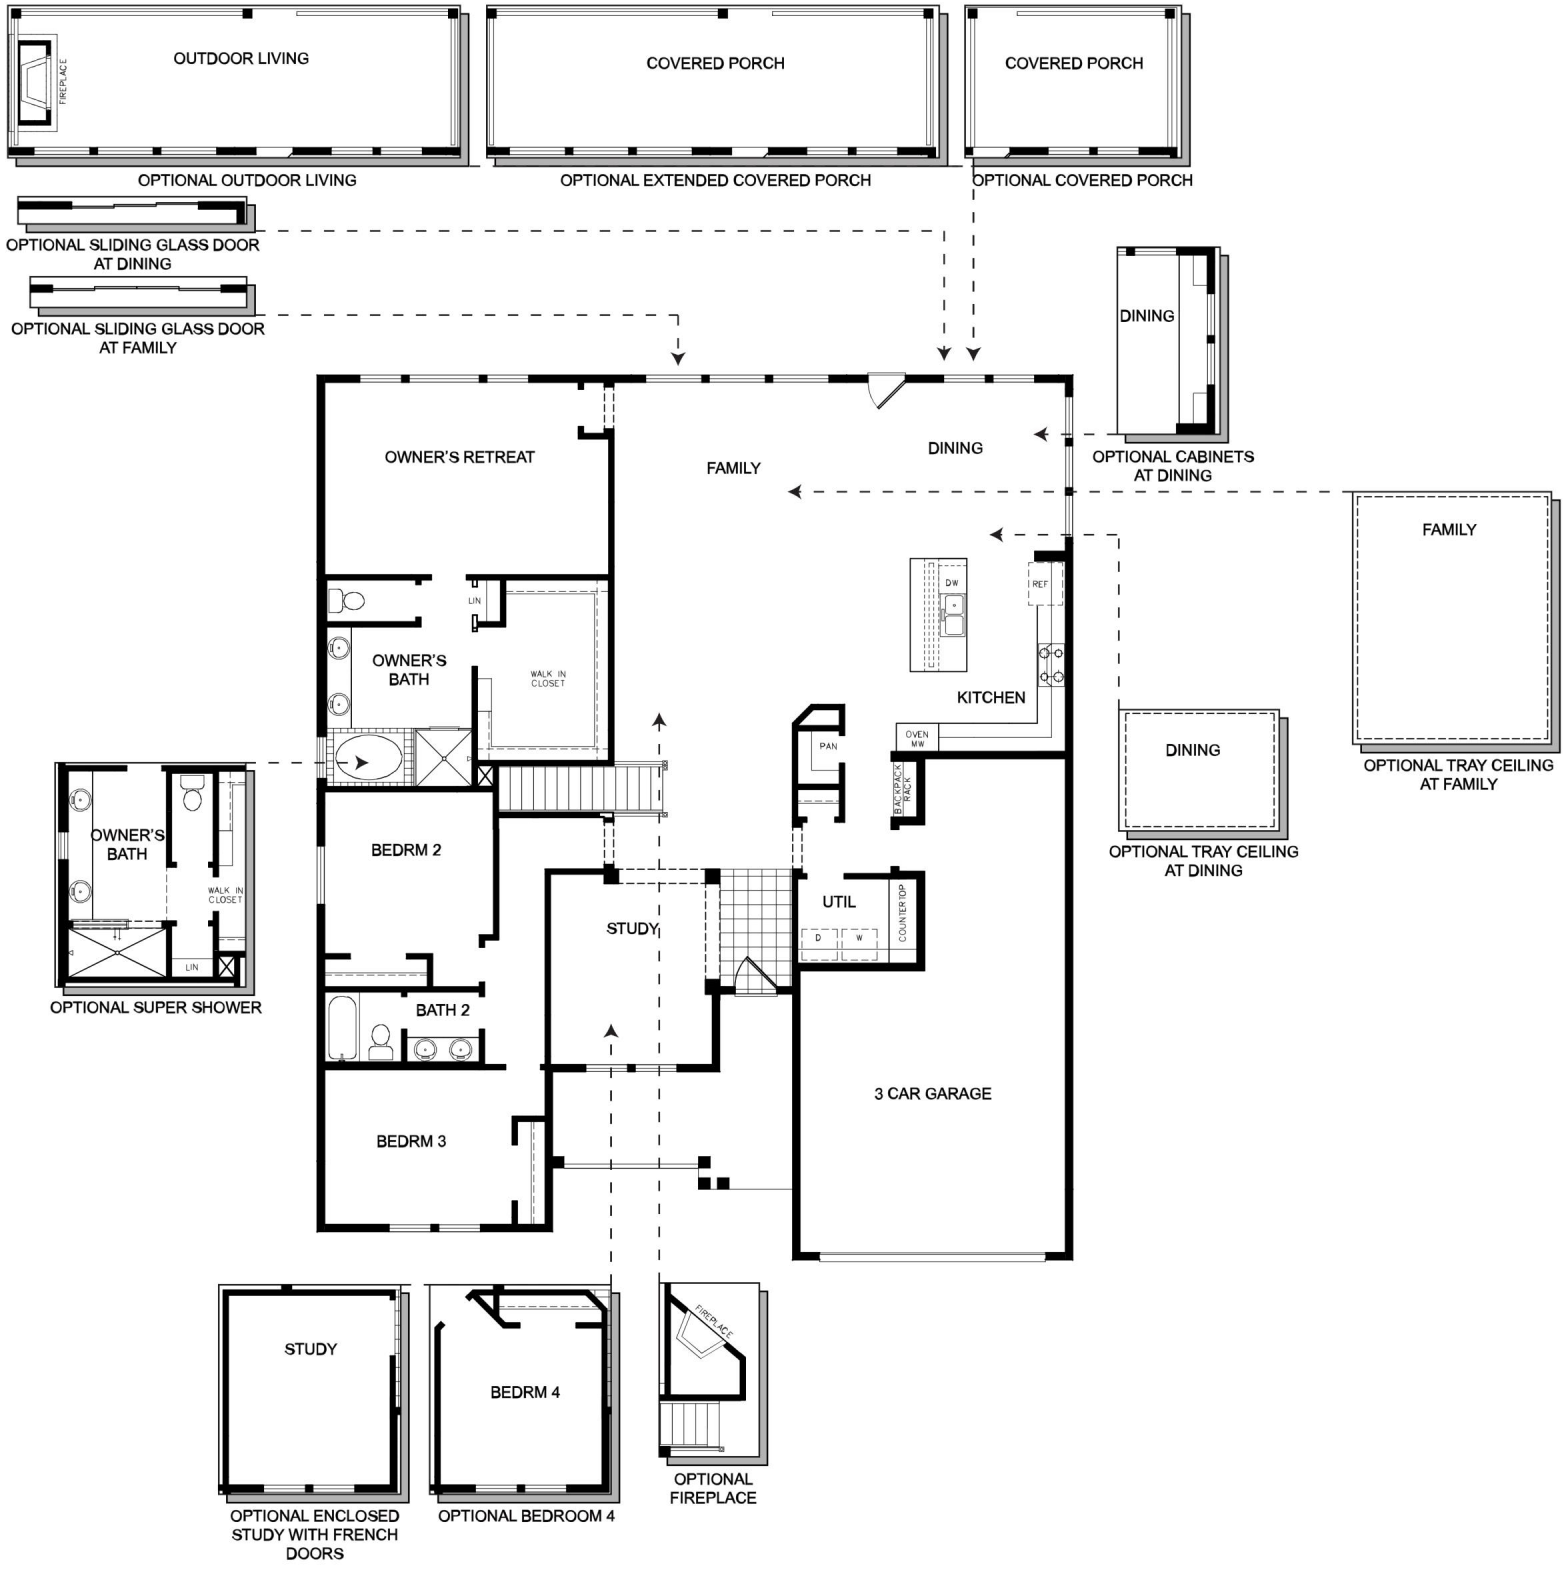 OUTDOOR LIVING
FIREPLACE
OPTIONAL OUTDOOR LIVING
COVERED PORCH
OPTIONAL EXTENDED COVERED PORCH
COVERED PORCH
OPTIONAL COVERED PORCH
OPTIONAL SLIDING GLASS DOOR
AT DINING
OPTIONAL SLIDING GLASS DOOR
AT FAMILY
DINING
OPTIONAL CABINETS
AT DINING
OWNER'S RETREAT
FAMILY
DINING
FAMILY
OPTIONAL TRAY CEILING
AT FAMILY
LIN
DW
REF
OWNER'S
BATH
WALK IN
CLOSET
KITCHEN
OVEN
MW
PAN
BACKPACK
RACK
DINING
OPTIONAL TRAY CEILING
AT DINING
OWNER'S
BATH
WALK IN
CLOSET
LIN
OPTIONAL SUPER SHOWER
BEDRM 2
STUDY
UTIL
D
W
COUNTERTOP
BATH 2
BEDRM 3
3 CAR GARAGE
STUDY
OPTIONAL ENCLOSED
STUDY WITH FRENCH
DOORS
BEDRM 4
OPTIONAL BEDROOM 4
FIREPLACE
OPTIONAL
FIREPLACE